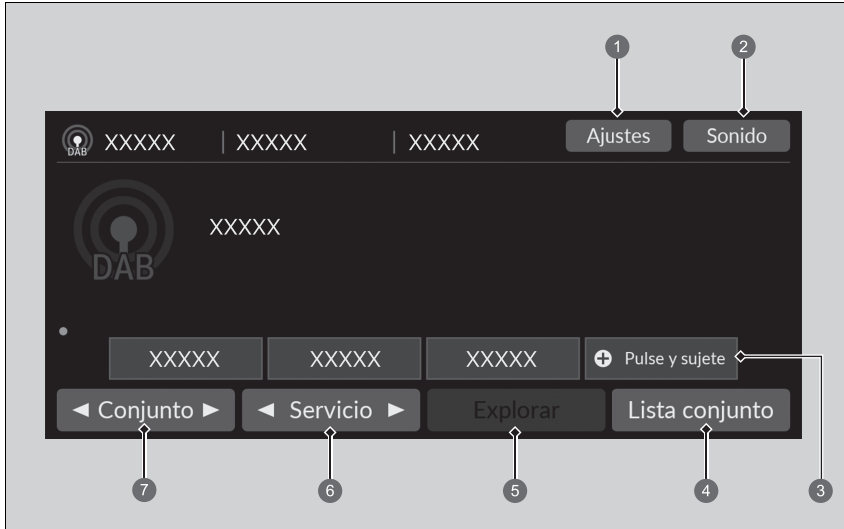 1 2
DAB XXXXX | XXXXX | XXXXX Ajustes Sonido
XXXXX
DAB
XXXXX XXXXX XXXXX Pulse y sujete
3
◄ Conjunto ► ◄ Servicio ► Explorar Lista conjunto
7 6 5 4